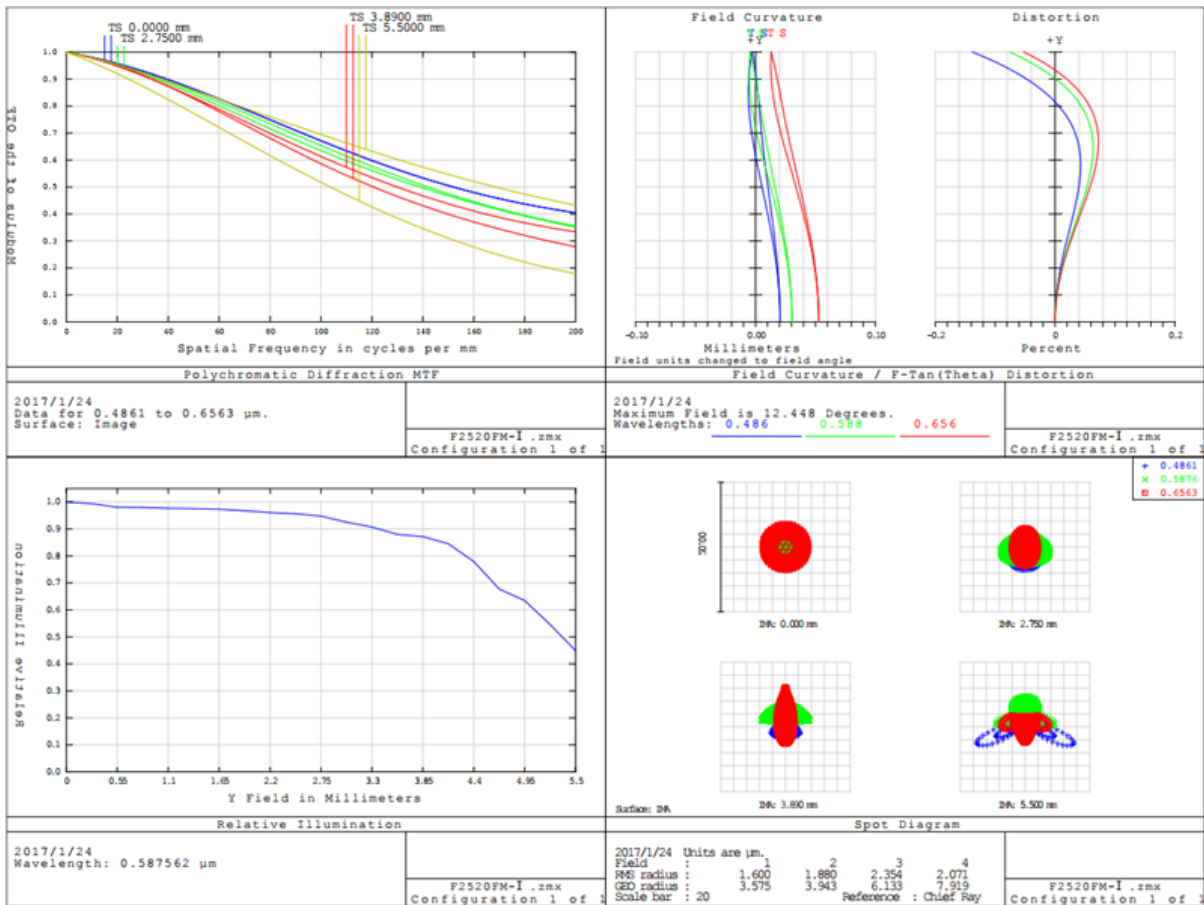 TS 0.0000 mm
TS 2.7500 mm
TS 3.8900 mm
TS 5.5000 mm
1.0
0.9
0.8
0.7
0.6
0.5
0.4
0.3
0.2
0.1
0.0
Modulus of the OTF
0 20 40 60 80 100 120 140 160 180 200
Spatial Frequency in cycles per mm
Polychromatic Diffraction MTF
2017/1/24
Data for 0.4861 to 0.6563 µm.
Surface: Image
F2520FM-I .zmx
Configuration 1 of 1
Field Curvature
T S T S
+Y
0.00 0.10
Millimeters
Field units changed to field angle
Distortion
+Y
-0.2 0 0.2
Percent
Field Curvature / F-Tan(Theta) Distortion
2017/1/24
Maximum Field is 12.448 Degrees.
Wavelengths: 0.486 0.588 0.656
F2520FM-I .zmx
Configuration 1 of 1
1.0
0.9
0.8
0.7
0.6
0.5
0.4
0.3
0.2
0.1
0.0
Relative Illumination
0 0.55 1.1 1.65 2.2 2.75 3.3 3.85 4.4 4.95 5.5
Y Field in Millimeters
Relative Illumination
2017/1/24
Wavelength: 0.587562 µm
F2520FM-I .zmx
Configuration 1 of 1
+ 0.4861
× 0.5876
0.6563
20.00
IMA: 0.000 mm
IMA: 2.750 mm
IMA: 3.890 mm
IMA: 5.500 mm
Surface: IMA
Spot Diagram
2017/1/24 Units are µm.
Field : 1 2 3 4
RMS radius : 1.600 1.880 2.354 2.071
GEO radius : 3.575 3.943 6.133 7.919
Scale bar : 20 Reference : Chief Ray
F2520FM-I .zmx
Configuration 1 of 1